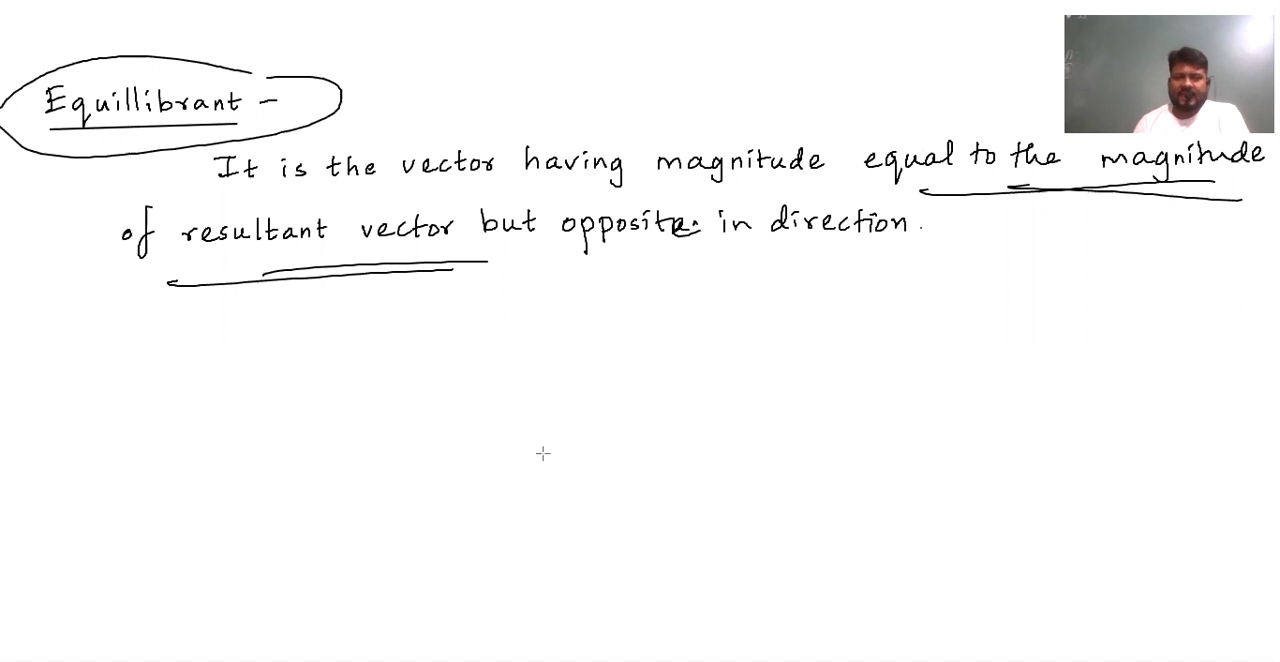 Equillibrant -
It is the vector having magnitude equal to the magnitude
of resultant vector but opposite in direction.